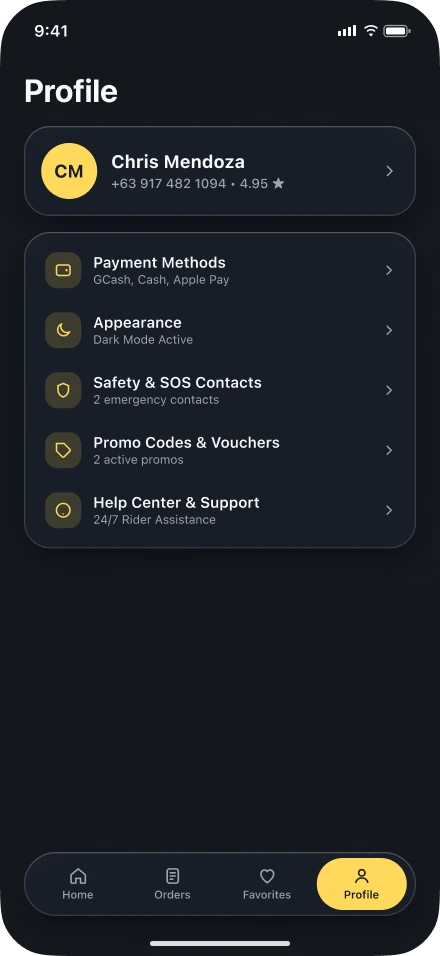 9:41
Profile
CM
Chris Mendoza
+63 917 482 1094 • 4.95 ★
Payment Methods
GCash, Cash, Apple Pay
Appearance
Dark Mode Active
Safety & SOS Contacts
2 emergency contacts
Promo Codes & Vouchers
2 active promos
Help Center & Support
24/7 Rider Assistance
Home
Orders
Favorites
Profile